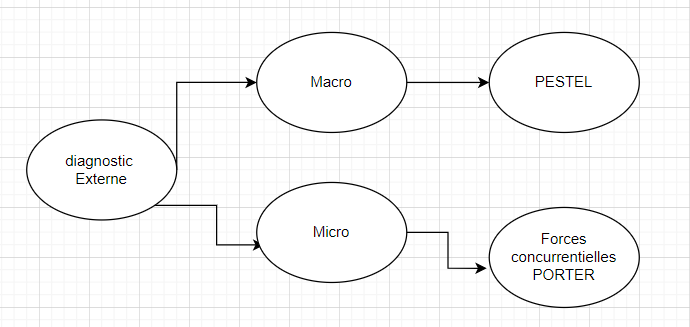 diagnostic
Externe
Macro
PESTEL
Micro
Forces
concurrentielles
PORTER